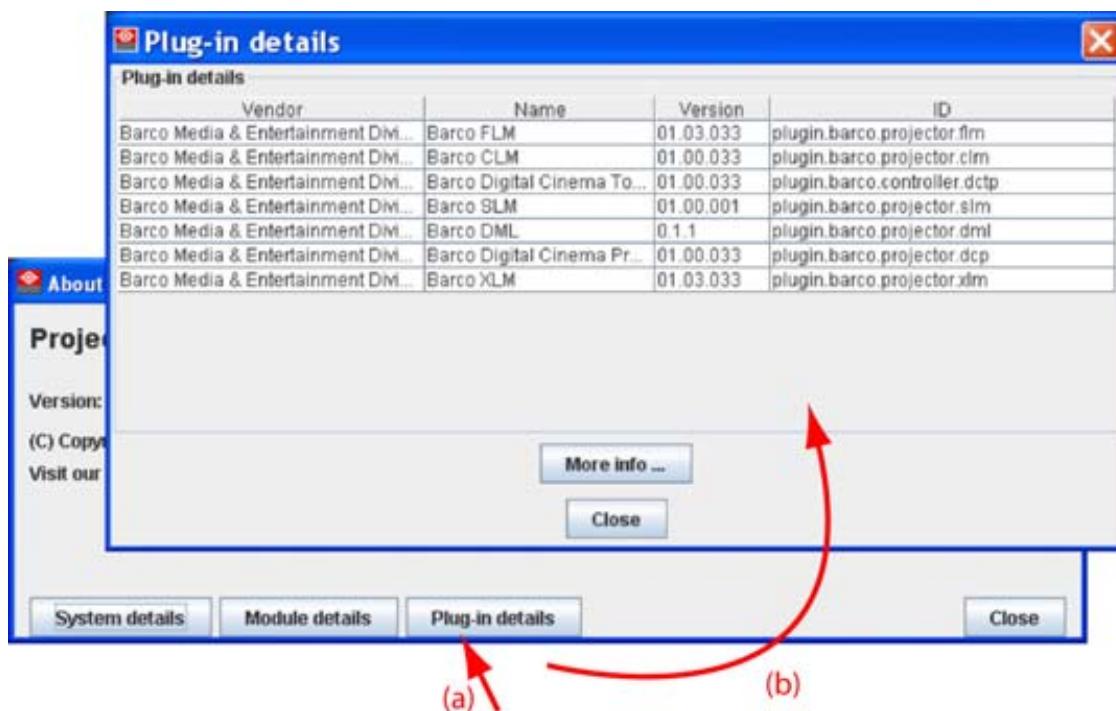 Plug-in details
Plug-in details
Vendor Name Version ID
Barco Media & Entertainment Divi... Barco FLM 01.03.033 plugin.barco.projector.flm
Barco Media & Entertainment Divi... Barco CLM 01.00.033 plugin.barco.projector.clm
Barco Media & Entertainment Divi... Barco Digital Cinema To... 01.00.033 plugin.barco.controller.dctp
Barco Media & Entertainment Divi... Barco SLM 01.00.001 plugin.barco.projector.slm
Barco Media & Entertainment Divi... Barco DML 0.1.1 plugin.barco.projector.dml
Barco Media & Entertainment Divi... Barco Digital Cinema Pr... 01.00.033 plugin.barco.projector.dcp
Barco Media & Entertainment Divi... Barco XLM 01.03.033 plugin.barco.projector.xlm
More info ...
Close
About
Proje
Version:
(C) Copy
Visit our
System details Module details Plug-in details Close
(a) (b)